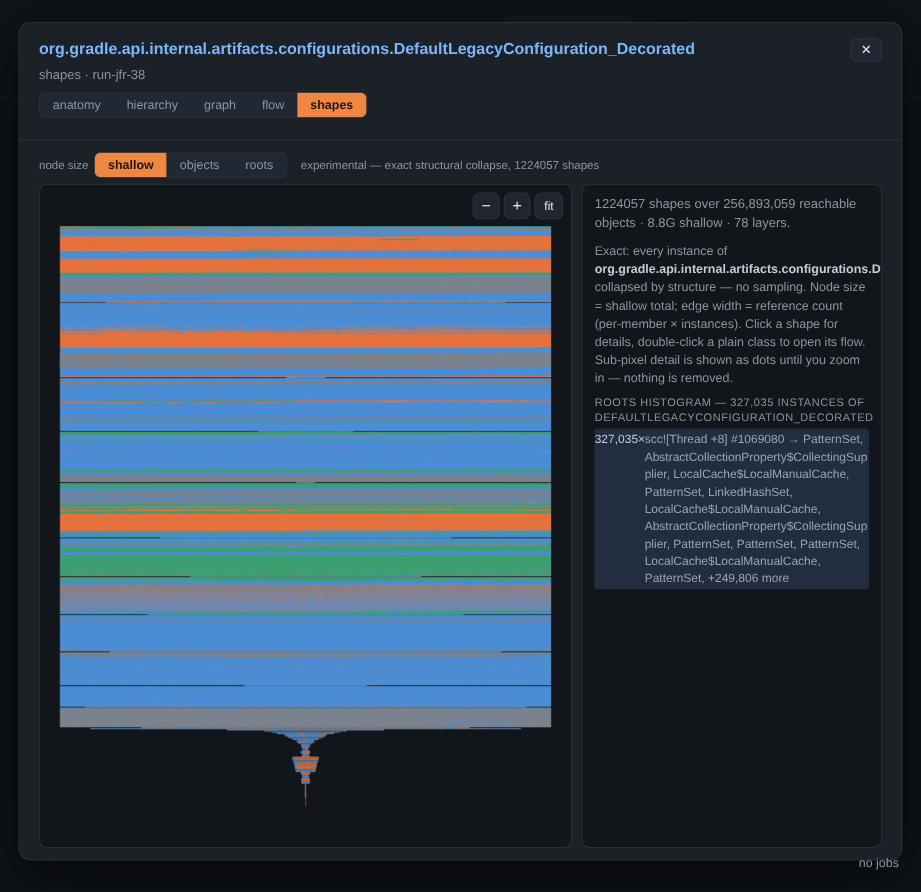 org.gradle.api.internal.artifacts.configurations.DefaultLegacyConfiguration_Decorated
✕
shapes · run-jfr-38
anatomy hierarchy graph flow shapes
node size shallow objects roots experimental — exact structural collapse, 1224057 shapes
− + fit
1224057 shapes over 256,893,059 reachable
objects · 8.8G shallow · 78 layers.
Exact: every instance of
org.gradle.api.internal.artifacts.configurations.D
collapsed by structure — no sampling. Node size
= shallow total; edge width = reference count
(per-member × instances). Click a shape for
details, double-click a plain class to open its flow.
Sub-pixel detail is shown as dots until you zoom
in — nothing is removed.
ROOTS HISTOGRAM — 327,035 INSTANCES OF
DEFAULTLEGACYCONFIGURATION_DECORATED
327,035× scc![Thread +8] #1069080 → PatternSet,
AbstractCollectionProperty$CollectingSup
plier, LocalCache$LocalManualCache,
PatternSet, LinkedHashSet,
LocalCache$LocalManualCache,
AbstractCollectionProperty$CollectingSup
plier, PatternSet, PatternSet, PatternSet,
LocalCache$LocalManualCache,
PatternSet, +249,806 more
no jobs